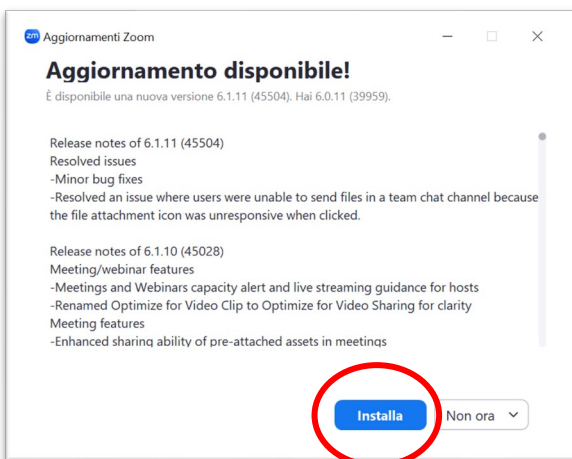 zm Aggiornamenti Zoom
Aggiornamento disponibile!
È disponibile una nuova versione 6.1.11 (45504). Hai 6.0.11 (39959).
Release notes of 6.1.11 (45504)
Resolved issues
-Minor bug fixes
-Resolved an issue where users were unable to send files in a team chat channel because
the file attachment icon was unresponsive when clicked.
Release notes of 6.1.10 (45028)
Meeting/webinar features
-Meetings and Webinars capacity alert and live streaming guidance for hosts
-Renamed Optimize for Video Clip to Optimize for Video Sharing for clarity
Meeting features
-Enhanced sharing ability of pre-attached assets in meetings
Installa
Non ora